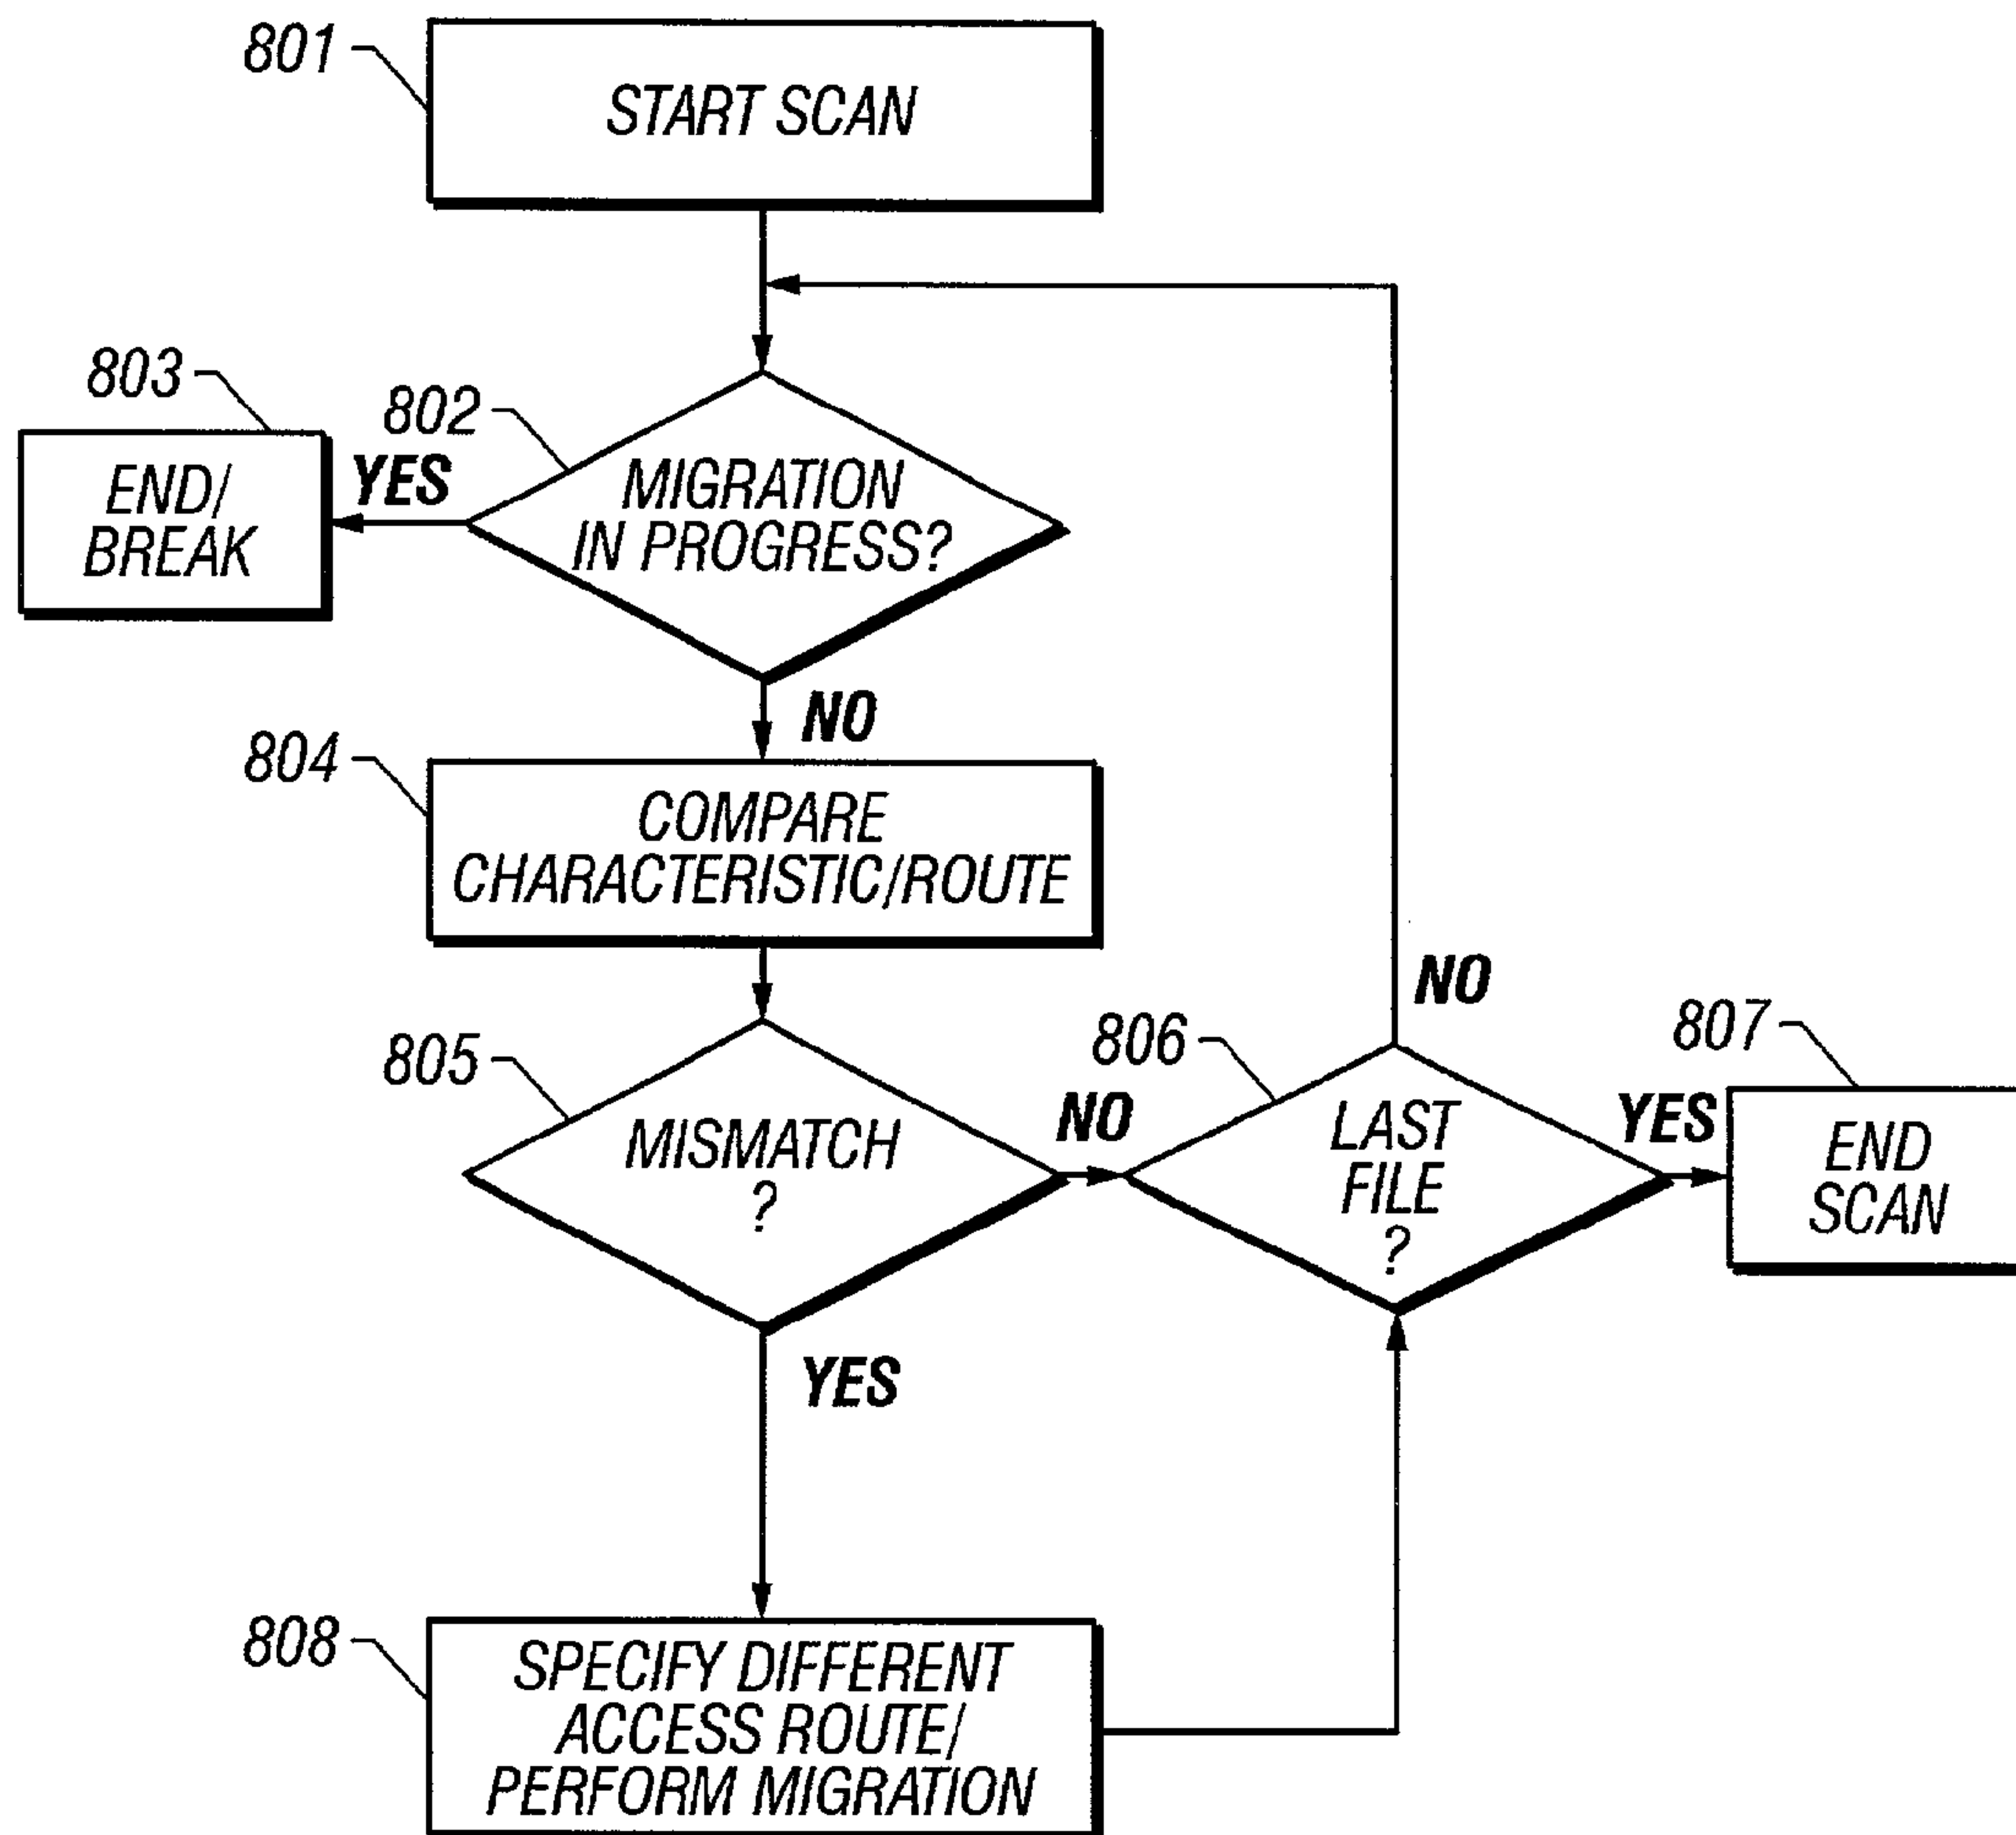 801
START SCAN
803
802
END/
BREAK
YES
MIGRATION
IN PROGRESS?
NO
804
COMPARE
CHARACTERISTIC/ROUTE
805
MISMATCH
?
NO
806
LAST
FILE
?
NO
YES
807
END
SCAN
YES
808
SPECIFY DIFFERENT
ACCESS ROUTE/
PERFORM MIGRATION